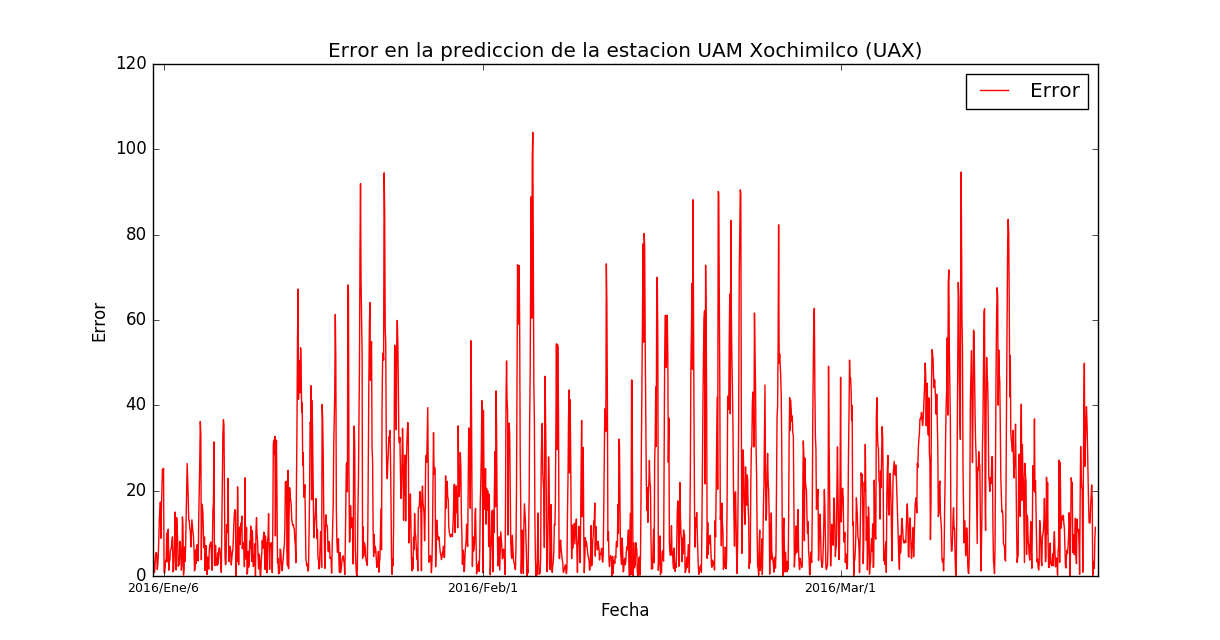 Error en la prediccion de la estacion UAM Xochimilco (UAX)
120
Error
100
80
60
40
20
0
Error
2016/Ene/6
2016/Feb/1
2016/Mar/1
Fecha